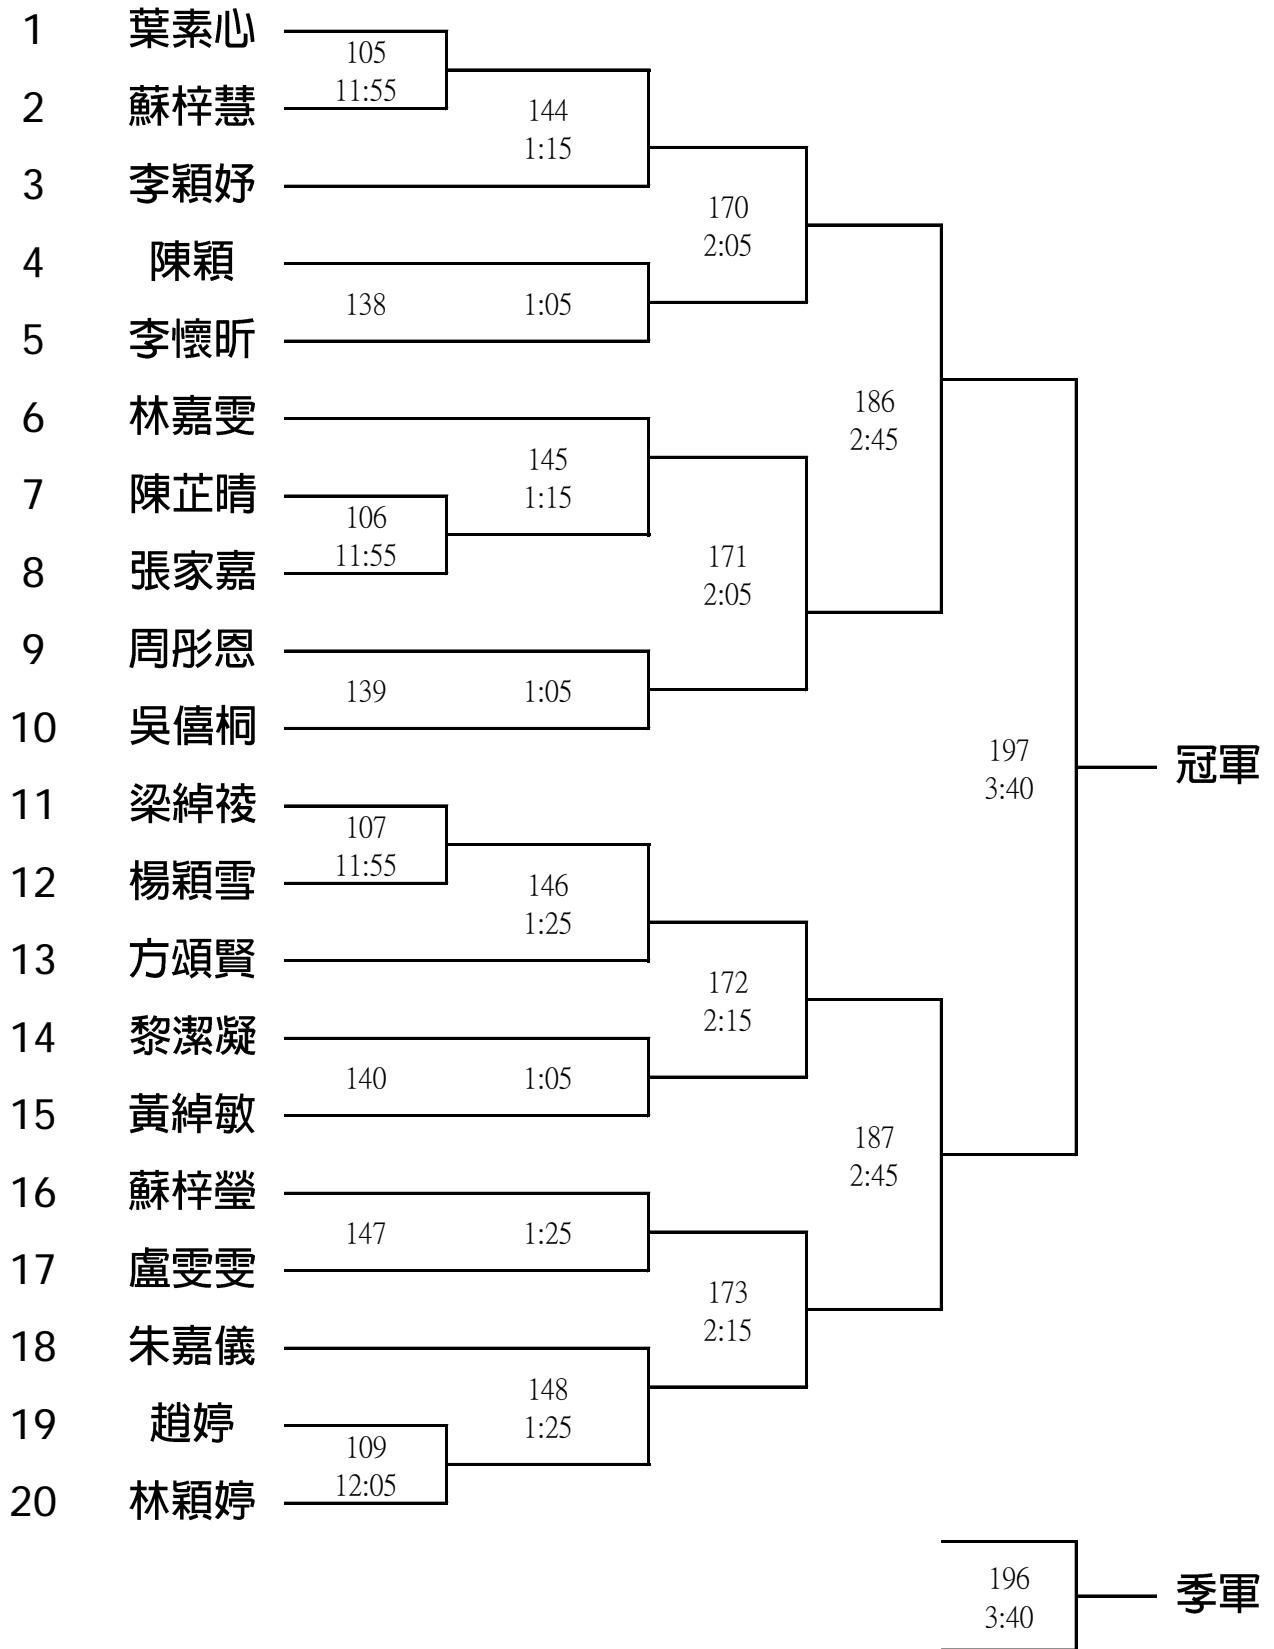 1 葉素心
105
11:55
2 蘇梓慧
144
1:15
3 李穎妤
170
2:05
4 陳穎
138 1:05
5 李懷昕
186
2:45
6 林嘉雯
145
1:15
7 陳芷晴
106
11:55
8 張家嘉
171
2:05
9 周彤恩
139 1:05
10 吳僖桐
197
3:40
冠軍
11 梁綽祾
107
11:55
12 楊穎雪
146
1:25
13 方頌賢
172
2:15
14 黎潔凝
140 1:05
15 黃綽敏
187
2:45
16 蘇梓瑩
147 1:25
17 盧雯雯
173
2:15
18 朱嘉儀
148
1:25
19 趙婷
109
12:05
20 林穎婷
196
3:40
季軍